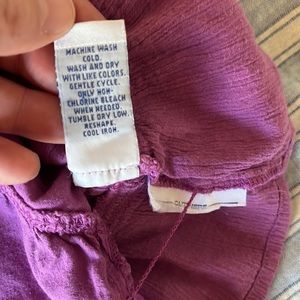 MACHINE WASH
COLD.
WASH AND DRY
WITH LIKE COLORS.
GENTLE CYCLE.
ONLY NON-
CHLORINE BLEACH
WHEN NEEDED.
TUMBLE DRY LOW.
RESHAPE.
COOL IRON.